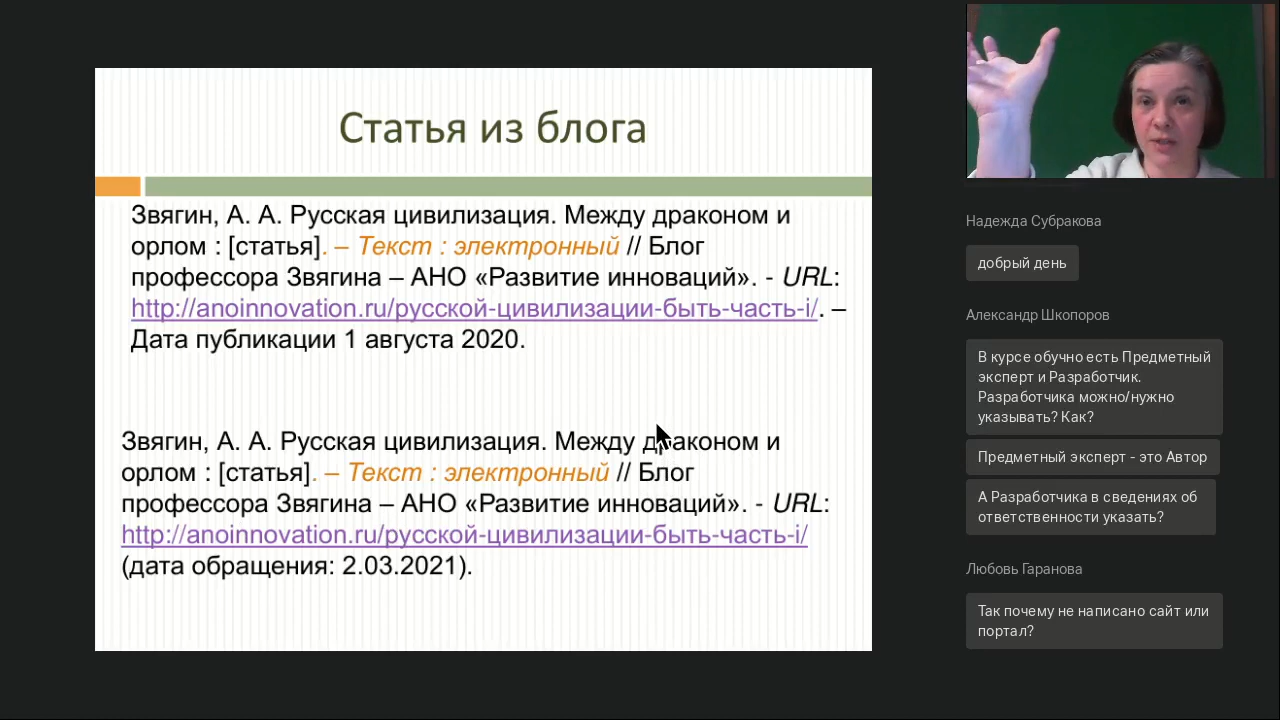 Статья из блога
Звягин, А. А. Русская цивилизация. Между драконом и
орлом : [статья]. – Текст : электронный // Блог
профессора Звягина – АНО «Развитие инноваций». - URL:
http://anoinnovation.ru/русской-цивилизации-быть-часть-i/. –
Дата публикации 1 августа 2020.
Звягин, А. А. Русская цивилизация. Между драконом и
орлом : [статья]. – Текст : электронный // Блог
профессора Звягина – АНО «Развитие инноваций». - URL:
http://anoinnovation.ru/русской-цивилизации-быть-часть-i/
(дата обращения: 2.03.2021).
Надежда Субракова
добрый день
Александр Шкопоров
В курсе обучно есть Предметный
эксперт и Разработчик.
Разработчика можно/нужно
указывать? Как?
Предметный эксперт - это Автор
А Разработчика в сведениях об
ответственности указать?
Любовь Гаранова
Так почему не написано сайт или
портал?